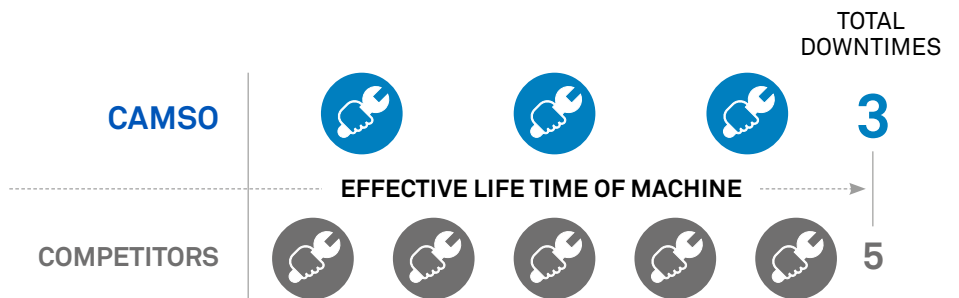 TOTAL
DOWNTIMES
CAMSO
3
EFFECTIVE LIFE TIME OF MACHINE
COMPETITORS
5